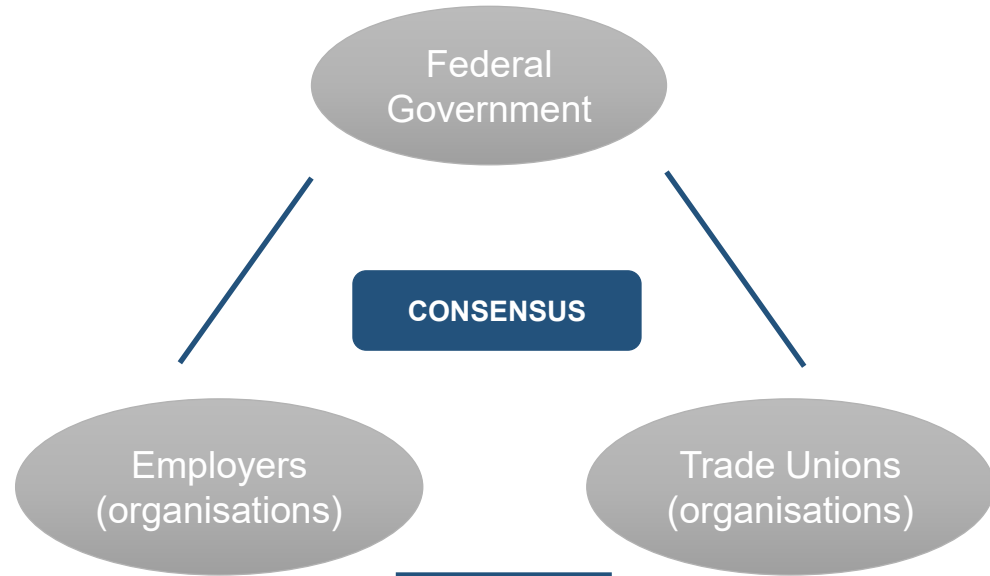 Federal
Government
CONSENSUS
Employers
(organisations)
Trade Unions
(organisations)